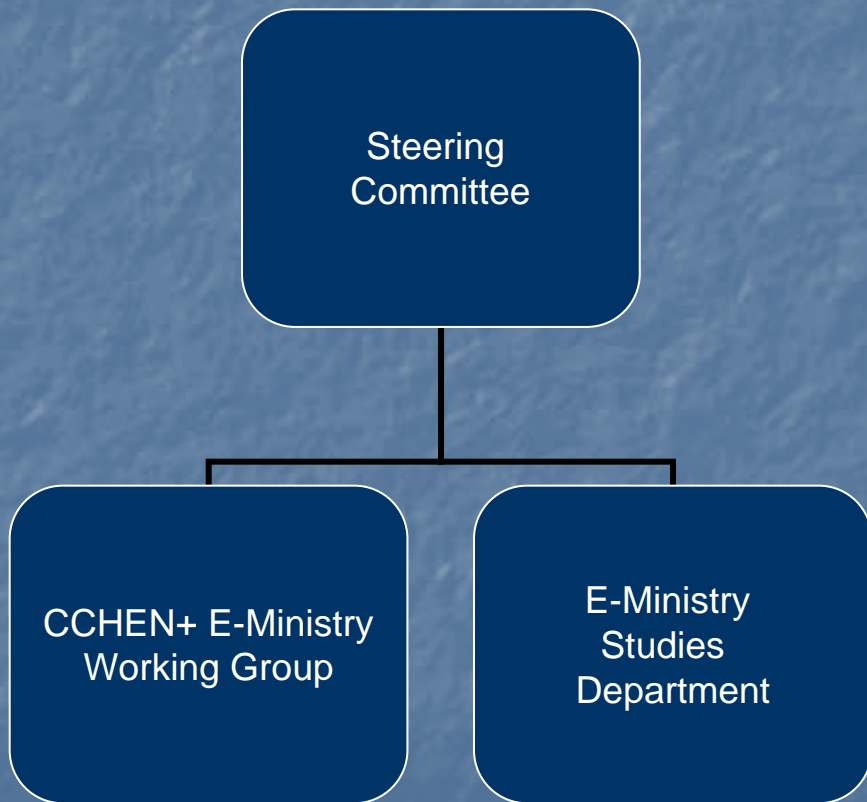 Steering
Committee
CCHEN+ E-Ministry
Working Group
E-Ministry
Studies
Department